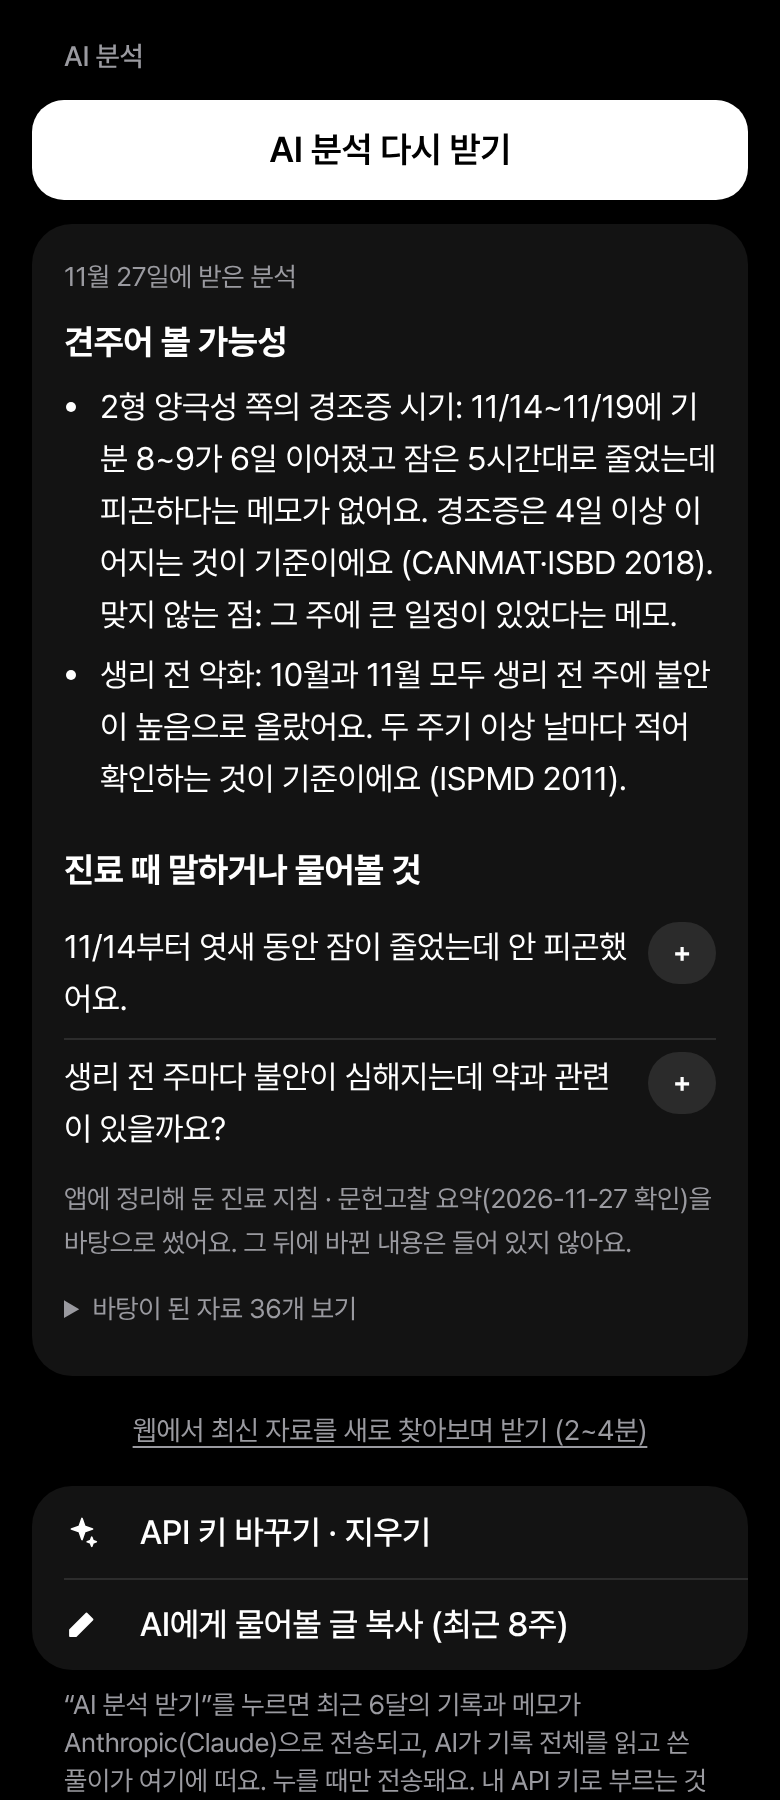 AI 분석
AI 분석 다시 받기
11월 27일에 받은 분석
견주어 볼 가능성
• 2형 양극성 쪽의 경조증 시기: 11/14~11/19에 기
분 8~9가 6일 이어졌고 잠은 5시간대로 줄었는데
피곤하다는 메모가 없어요. 경조증은 4일 이상 이
어지는 것이 기준이에요 (CANMAT·ISBD 2018).
맞지 않는 점: 그 주에 큰 일정이 있었다는 메모.
• 생리 전 악화: 10월과 11월 모두 생리 전 주에 불안
이 높음으로 올랐어요. 두 주기 이상 날마다 적어
확인하는 것이 기준이에요 (ISPMD 2011).
진료 때 말하거나 물어볼 것
11/14부터 엿새 동안 잠이 줄었는데 안 피곤했
어요.
+
생리 전 주마다 불안이 심해지는데 약과 관련
이 있을까요?
+
앱에 정리해 둔 진료 지침 · 문헌고찰 요약(2026-11-27 확인)을
바탕으로 썼어요. 그 뒤에 바뀐 내용은 들어 있지 않아요.
▶ 바탕이 된 자료 36개 보기
웹에서 최신 자료를 새로 찾아보며 받기 (2~4분)
API 키 바꾸기 · 지우기
AI에게 물어볼 글 복사 (최근 8주)
“AI 분석 받기”를 누르면 최근 6달의 기록과 메모가
Anthropic(Claude)으로 전송되고, AI가 기록 전체를 읽고 쓴
풀이가 여기에 떠요. 누를 때만 전송돼요. 내 API 키로 부르는 것